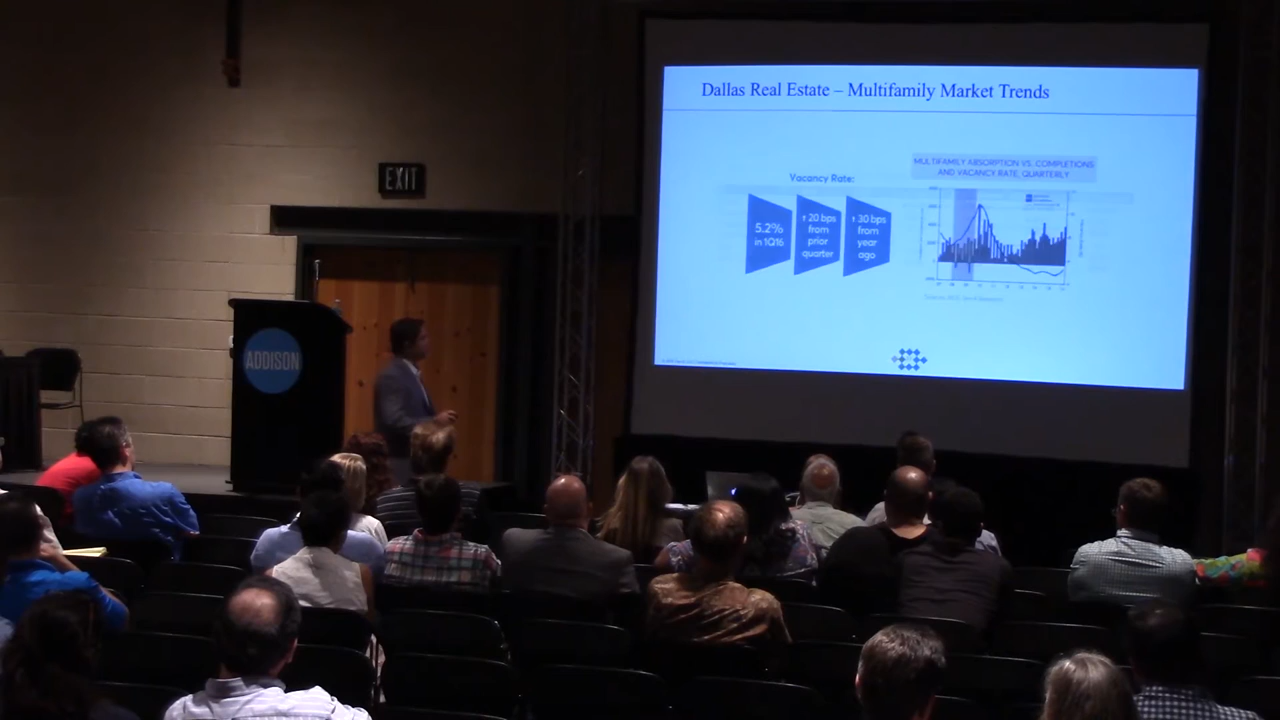 Dallas Real Estate – Multifamily Market Trends
MULTIFAMILY ABSORPTION VS. COMPLETIONS
AND VACANCY RATE, QUARTERLY
Vacancy Rate:
5.2%
in 1Q16
↑ 20 bps
from
prior
quarter
↑ 30 bps
from
year
ago
EXIT
ADDISON